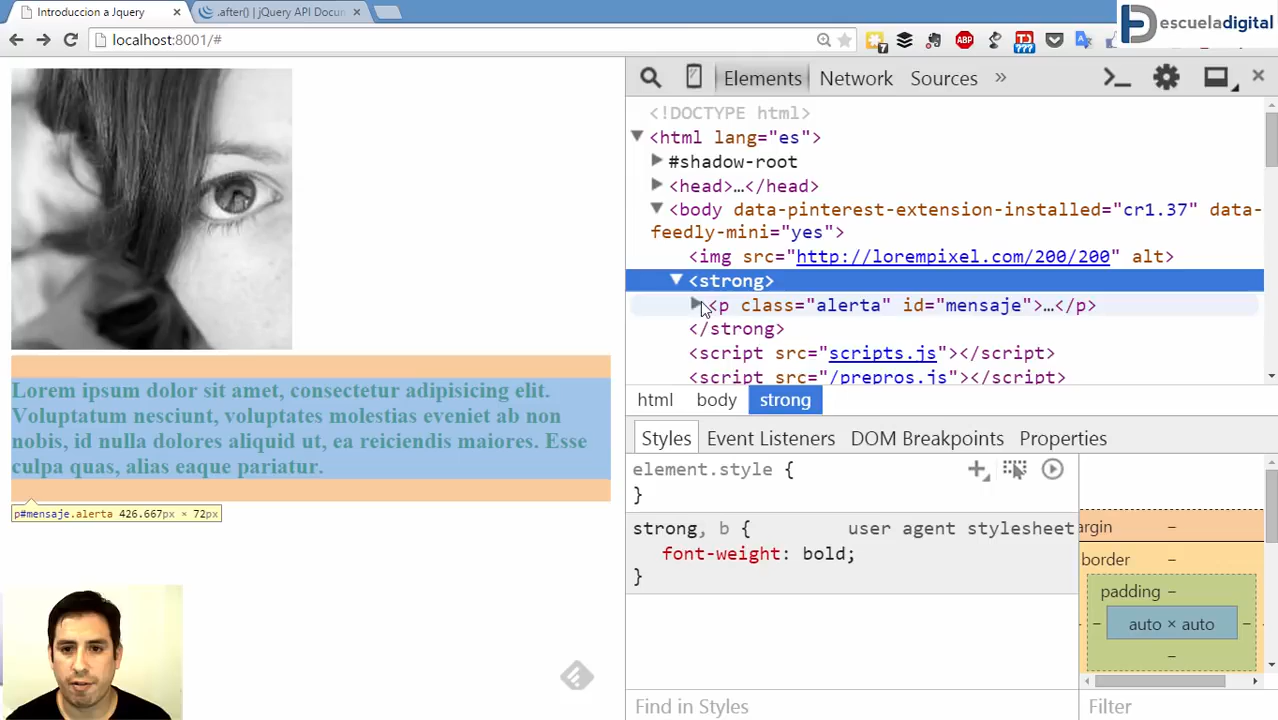 Introduccion a Jquery
.after() | jQuery API Docum
localhost:8001/#
escueladigital
Elements
Network
Sources
»
<!DOCTYPE html>
<html lang="es">
#shadow-root
<head>…</head>
<body data-pinterest-extension-installed="cr1.37" data-
feedly-mini="yes">
<img src="http://lorempixel.com/200/200" alt>
<strong>
<p class="alerta" id="mensaje">…</p>
</strong>
<script src="scripts.js"></script>
<script src="/prepros.js"></script>
html body strong
Lorem ipsum dolor sit amet, consectetur adipisicing elit.
Voluptatum nesciunt, voluptates molestias eveniet ab non
nobis, id nulla dolores aliquid ut, ea reiciendis maiores. Esse
culpa quas, alias eaque pariatur.
p#mensaje.alerta 426.667px × 72px
Styles Event Listeners DOM Breakpoints Properties
element.style {
}
strong, b { user agent stylesheet
font-weight: bold;
}
argin –
border –
padding –
– auto × auto –
–
Find in Styles
Filter